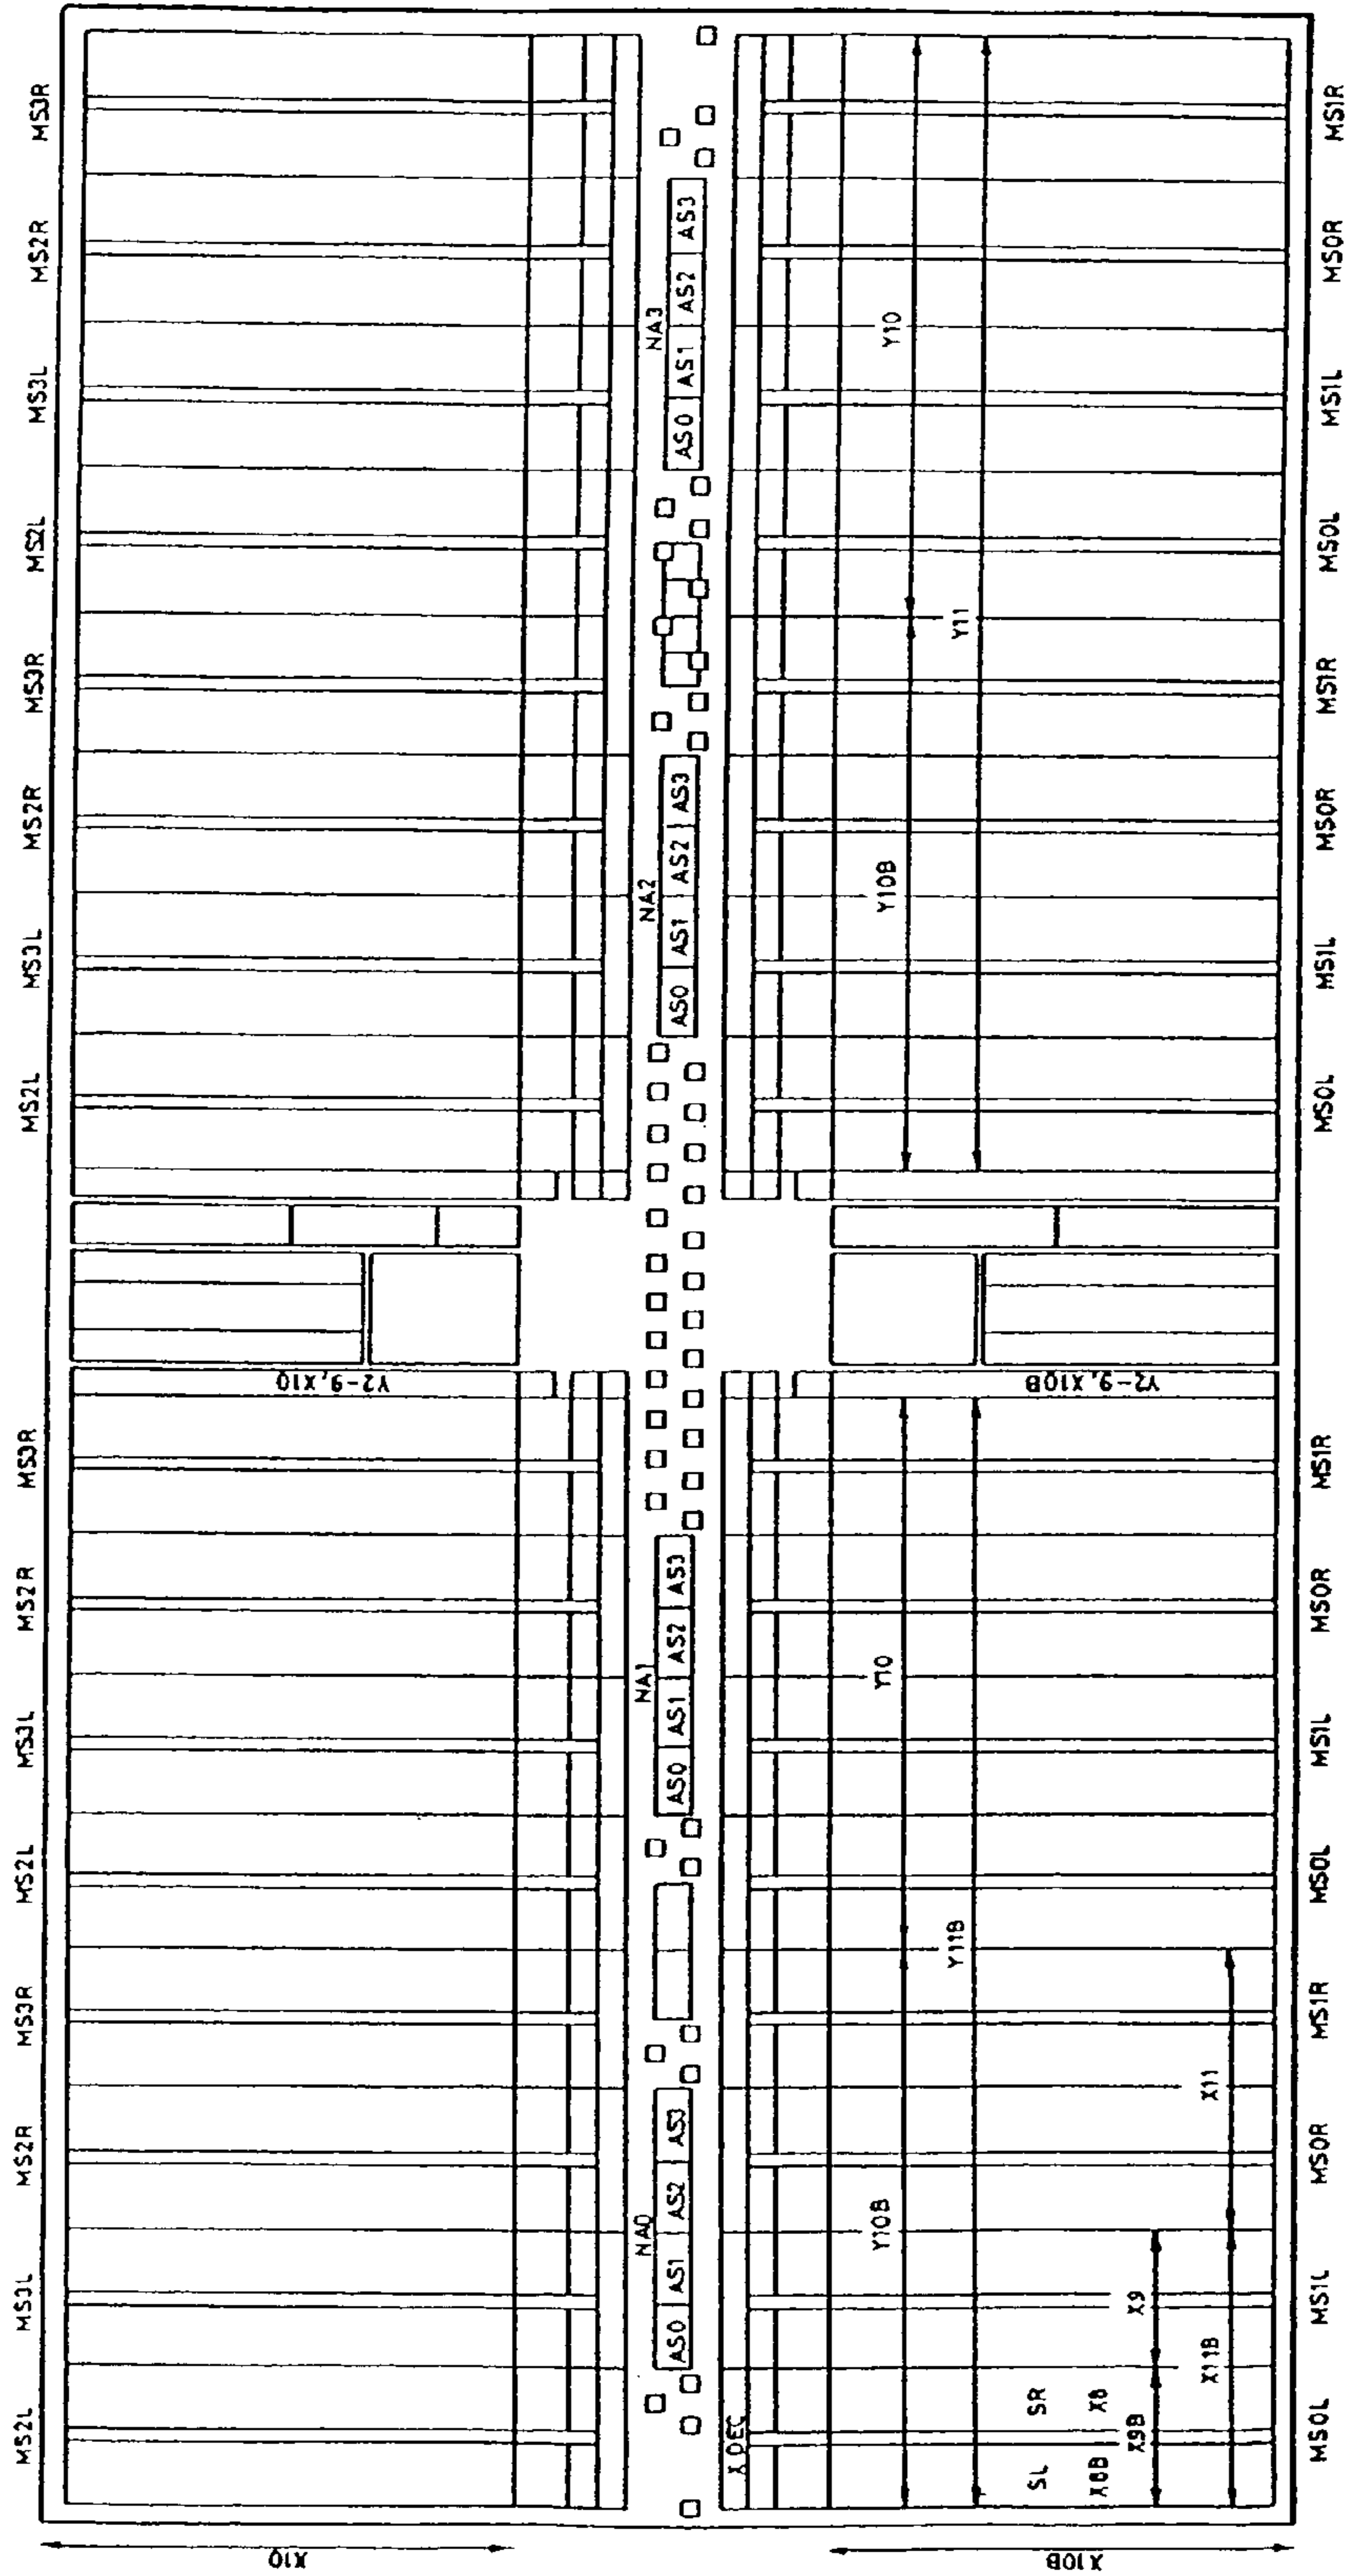 MS2L MS3L MS2R MS3R MS2L MS3L MS2R MS3R MS2L MS3L MS2R MS3R MS2L MS3L MS2R MS3R
X10
Y2-9,X10
NA0 NA1 NA2 NA3
AS0 AS1 AS2 AS3 AS0 AS1 AS2 AS3 AS0 AS1 AS2 AS3 AS0 AS1 AS2 AS3
X DEC
Y10B Y10 Y10B Y10
Y11B Y11
Y2-9,X10B
SL SR
X8B X8
X9B X9
X11B X11
X10B
MS0L MS1L MS0R MS1R MS0L MS1L MS0R MS1R MS0L MS1L MS0R MS1R MS0L MS1L MS0R MS1R